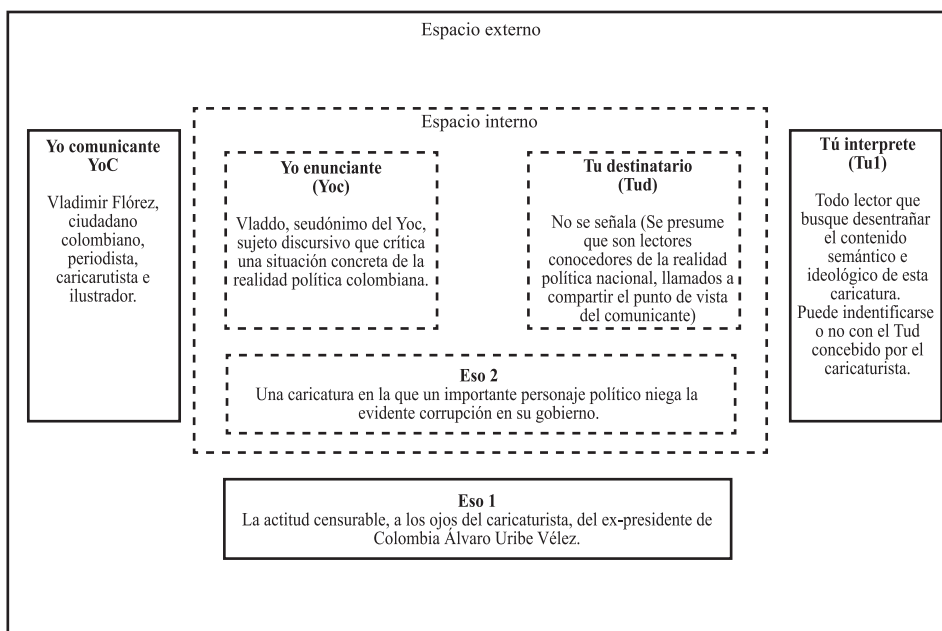 Espacio externo
Yo comunicante
YoC
Vladimir Flórez,
ciudadano
colombiano,
periodista,
caricarutista e
ilustrador.
Espacio interno
Yo enunciante
(Yoc)
Vladdo, seudónimo del Yoc,
sujeto discursivo que crítica
una situación concreta de la
realidad política colombiana.
Tu destinatario
(Tud)
No se señala (Se presume
que son lectores
conocedores de la realidad
política nacional, llamados a
compartir el punto de vista
del comunicante)
Eso 2
Una caricatura en la que un importante personaje político niega la
evidente corrupción en su gobierno.
Tú interprete
(Tu1)
Todo lector que
busque desentrañar
el contenido
semántico e
ideológico de esta
caricatura.
Puede indentificarse
o no con el Tud
concebido por el
caricaturista.
Eso 1
La actitud censurable, a los ojos del caricaturista, del ex-presidente de
Colombia Álvaro Uribe Vélez.